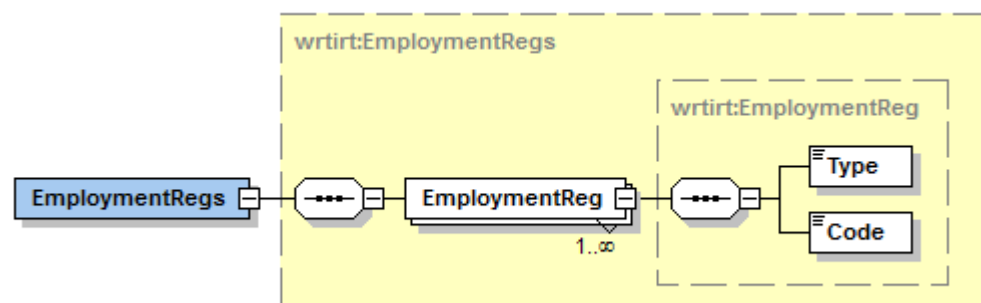 wrtirt:EmploymentRegs
wrtirt:EmploymentReg
EmploymentRegs
EmploymentReg
1..∞
Type
Code